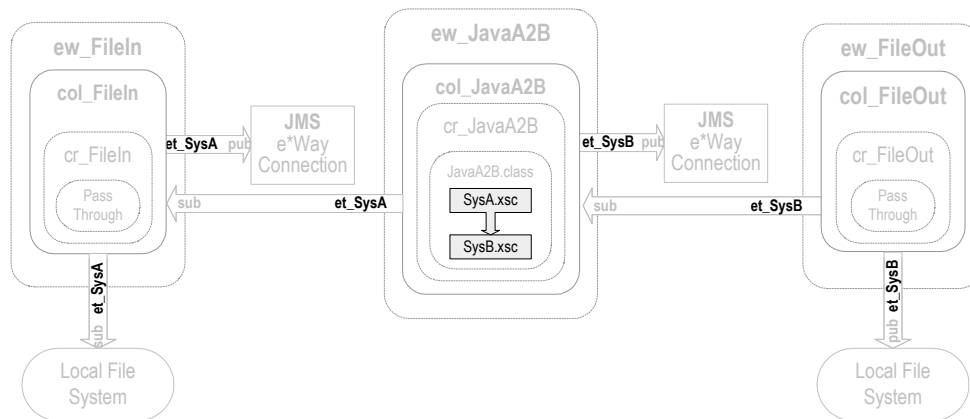 ew_FileIn
col_FileIn
cr_FileIn
Pass
Through
et_SysA
sub
Local File
System
et_SysA pub
JMS
e*Way
Connection
sub et_SysA
ew_JavaA2B
col_JavaA2B
cr_JavaA2B
JavaA2B.class
SysA.xsc
SysB.xsc
et_SysB pub
JMS
e*Way
Connection
sub et_SysB
ew_FileOut
col_FileOut
cr_FileOut
Pass
Through
et_SysB
pub
Local File
System